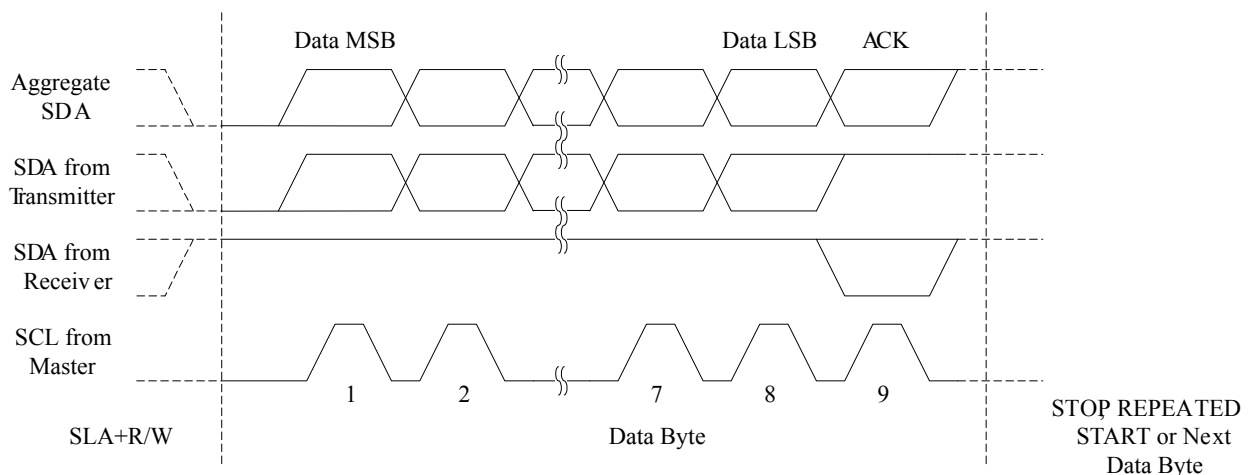 Data MSB
Data LSB
ACK
Aggregate
SDA
SDA from
Transmitter
SDA from
Receiver
SCL from
Master
1
2
7
8
9
SLA+R/W
Data Byte
STOP, REPEATED
START or Next
Data Byte